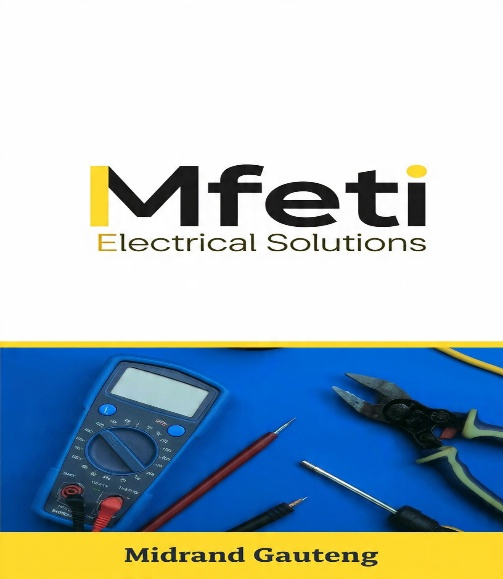 Mfeti
Electrical Solutions
Midrand Gauteng